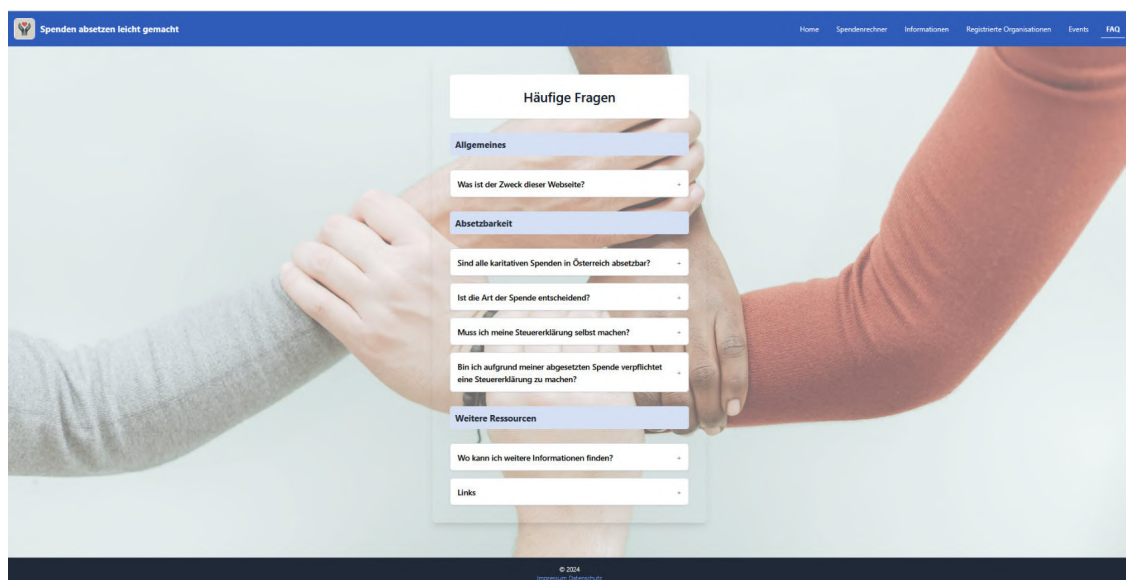 Spenden absetzen leicht gemacht
Home Spendenrechner Informationen Registrierte Organisationen Events FAQ
Häufige Fragen
Allgemeines
Was ist der Zweck dieser Webseite? +
Absetzbarkeit
Sind alle karitativen Spenden in Österreich absetzbar? +
Ist die Art der Spende entscheidend? +
Muss ich meine Steuererklärung selbst machen? +
Bin ich aufgrund meiner abgesetzten Spende verpflichtet +
eine Steuererklärung zu machen?
Weitere Ressourcen
Wo kann ich weitere Informationen finden? +
Links +
© 2024
Impressum Datenschutz